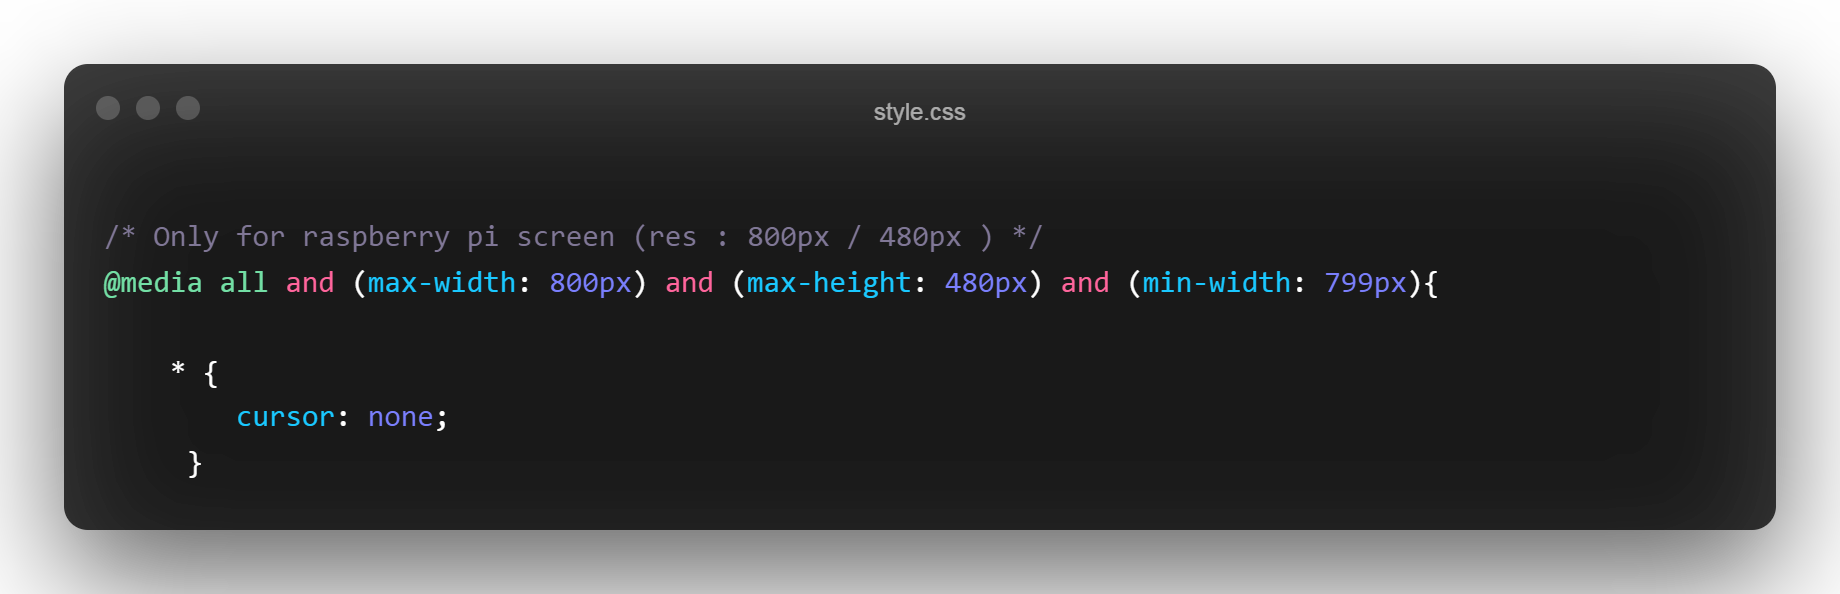 style.css
/* Only for raspberry pi screen (res : 800px / 480px ) */
@media all and (max-width: 800px) and (max-height: 480px) and (min-width: 799px){
    * {
        cursor: none;
     }